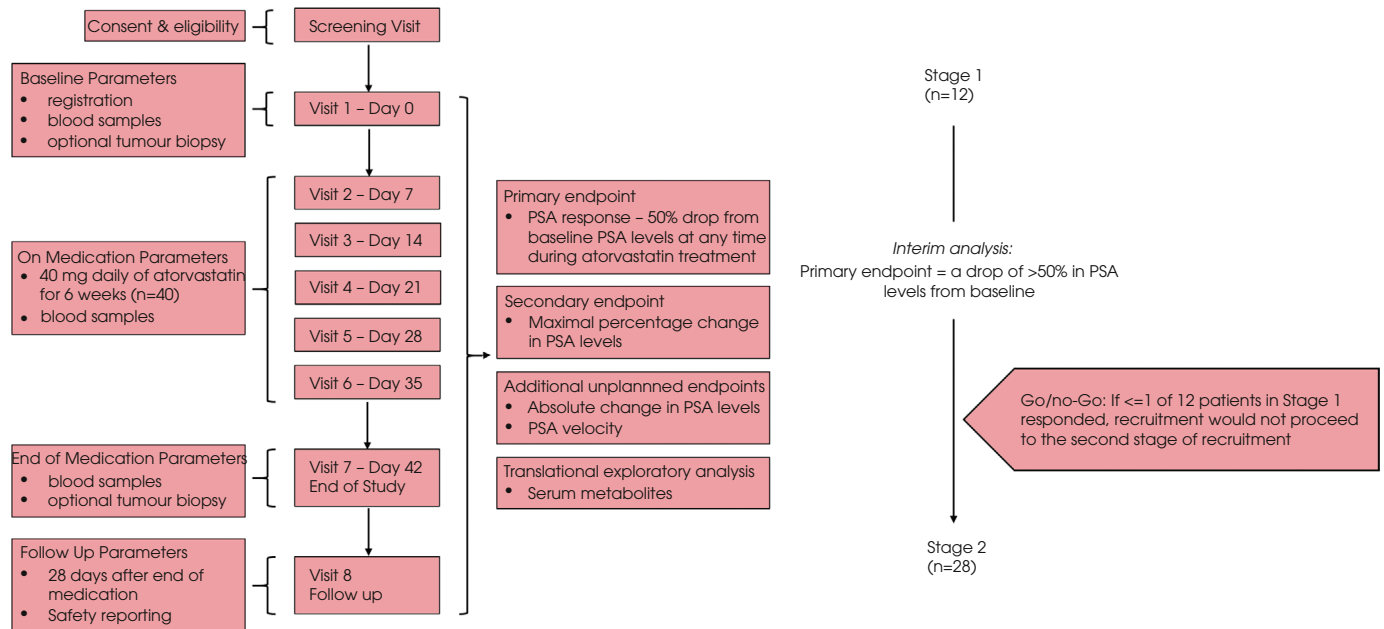 Consent & eligibility
Screening Visit
Baseline Parameters
• registration
• blood samples
• optional tumour biopsy
Visit 1 – Day 0
On Medication Parameters
• 40 mg daily of atorvastatin
for 6 weeks (n=40)
• blood samples
Visit 2 – Day 7
Visit 3 – Day 14
Visit 4 – Day 21
Visit 5 – Day 28
Visit 6 – Day 35
End of Medication Parameters
• blood samples
• optional tumour biopsy
Visit 7 – Day 42
End of Study
Follow Up Parameters
• 28 days after end of
medication
• Safety reporting
Visit 8
Follow up
Primary endpoint
• PSA response – 50% drop from
baseline PSA levels at any time
during atorvastatin treatment
Secondary endpoint
• Maximal percentage change
in PSA levels
Additional unplannned endpoints
• Absolute change in PSA levels
• PSA velocity
Translational exploratory analysis
• Serum metabolites
Stage 1
(n=12)
Interim analysis:
Primary endpoint = a drop of >50% in PSA
levels from baseline
Go/no-Go: If <=1 of 12 patients in Stage 1
responded, recruitment would not proceed
to the second stage of recruitment
Stage 2
(n=28)